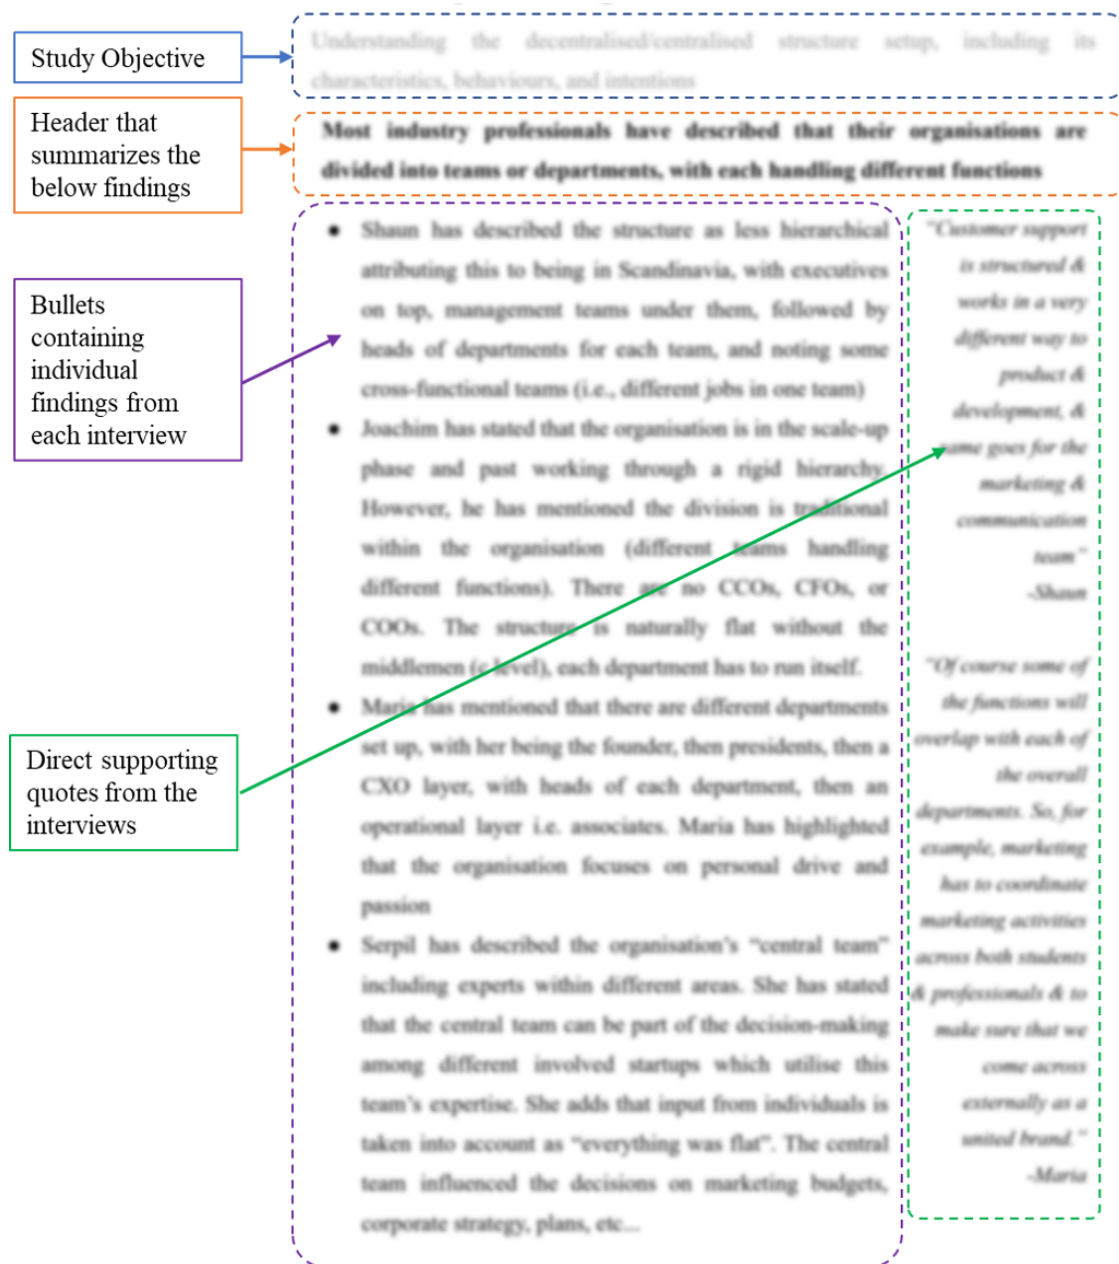 Study Objective
Understanding the decentralised/centralised structure setup, including its
characteristics, behaviours, and intentions
Header that
summarizes the
below findings
Most industry professionals have described that their organisations are
divided into teams or departments, with each handling different functions
Bullets
containing
individual
findings from
each interview
● Shaun has described the structure as less hierarchical
attributing this to being in Scandinavia, with executives
on top, management teams under them, followed by
heads of departments for each team, and noting some
cross-functional teams (i.e., different jobs in one team)
● Joachim has stated that the organisation is in the scale-up
phase and past working through a rigid hierarchy.
However, he has mentioned the division is traditional
within the organisation (different teams handling
different functions). There are no CCOs, CFOs, or
COOs. The structure is naturally flat without the
middlemen (c level), each department has to run itself.
● Maria has mentioned that there are different departments
set up, with her being the founder, then presidents, then a
CXO layer, with heads of each department, then an
operational layer i.e. associates. Maria has highlighted
that the organisation focuses on personal drive and
passion
● Serpil has described the organisation's “central team”
including experts within different areas. She has stated
that the central team can be part of the decision-making
among different involved startups which utilise this
team's expertise. She adds that input from individuals is
taken into account as “everything was flat”. The central
team influenced the decisions on marketing budgets,
corporate strategy, plans, etc...
Direct supporting
quotes from the
interviews
“Customer support
is structured &
works in a very
different way to
product &
development, &
same goes for the
marketing &
communication
team”
-Shaun
“Of course some of
the functions will
overlap with each of
the overall
departments. So, for
example, marketing
has to coordinate
marketing activities
across both students
& professionals & to
make sure that we
come across
externally as a
united brand.”
-Maria